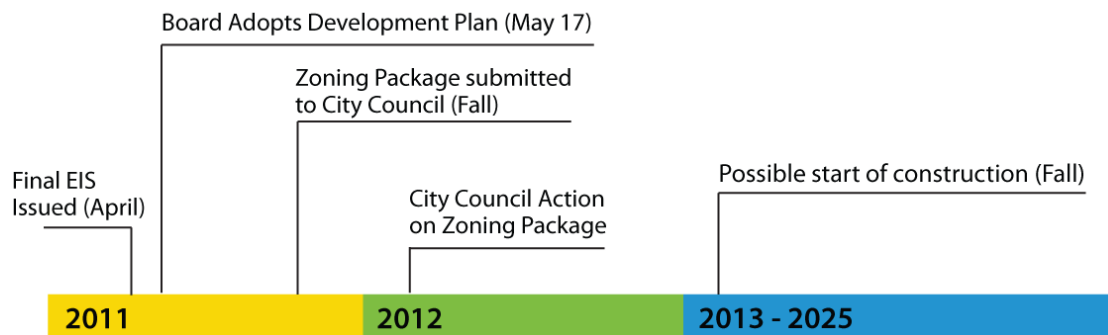 Board Adopts Development Plan (May 17)
Zoning Package submitted
to City Council (Fall)
Final EIS
Issued (April)
City Council Action
on Zoning Package
Possible start of construction (Fall)
2011
2012
2013 - 2025